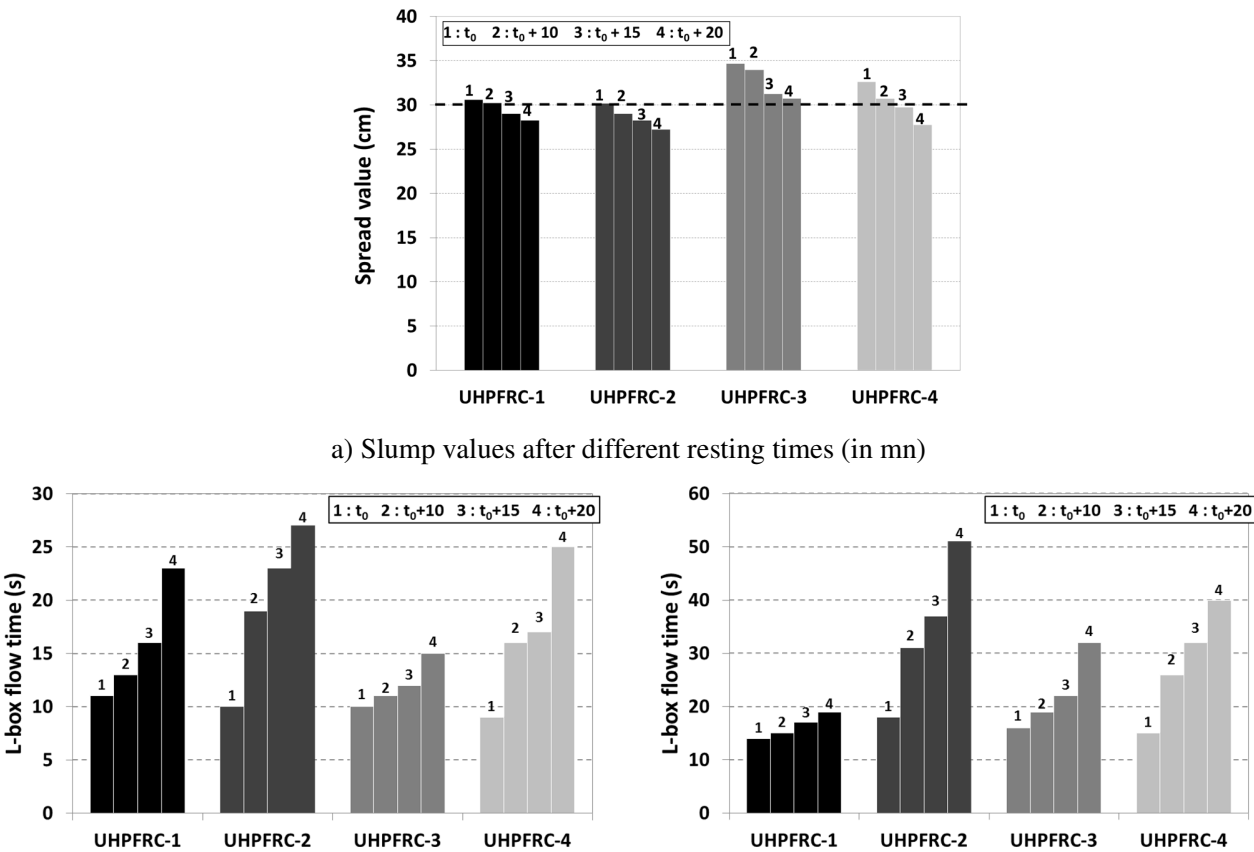 40
1 : t₀ 2 : t₀ + 10 3 : t₀ + 15 4 : t₀ + 20
35
30
25
20
15
10
5
0
Spread value (cm)
1 2 3 4
1 2 3 4
1 2 3 4
1 2 3 4
UHPFRC-1 UHPFRC-2 UHPFRC-3 UHPFRC-4
a) Slump values after different resting times (in mn)
30
25
20
15
10
5
0
L-box flow time (s)
1 : t₀ 2 : t₀+10 3 : t₀+15 4 : t₀+20
1 2 3 4
1 2 3 4
1 2 3 4
1 2 3 4
UHPFRC-1 UHPFRC-2 UHPFRC-3 UHPFRC-4
60
50
40
30
20
10
0
L-box flow time (s)
1 : t₀ 2 : t₀+10 3 : t₀+15 4 : t₀+20
1 2 3 4
1 2 3 4
1 2 3 4
1 2 3 4
UHPFRC-1 UHPFRC-2 UHPFRC-3 UHPFRC-4